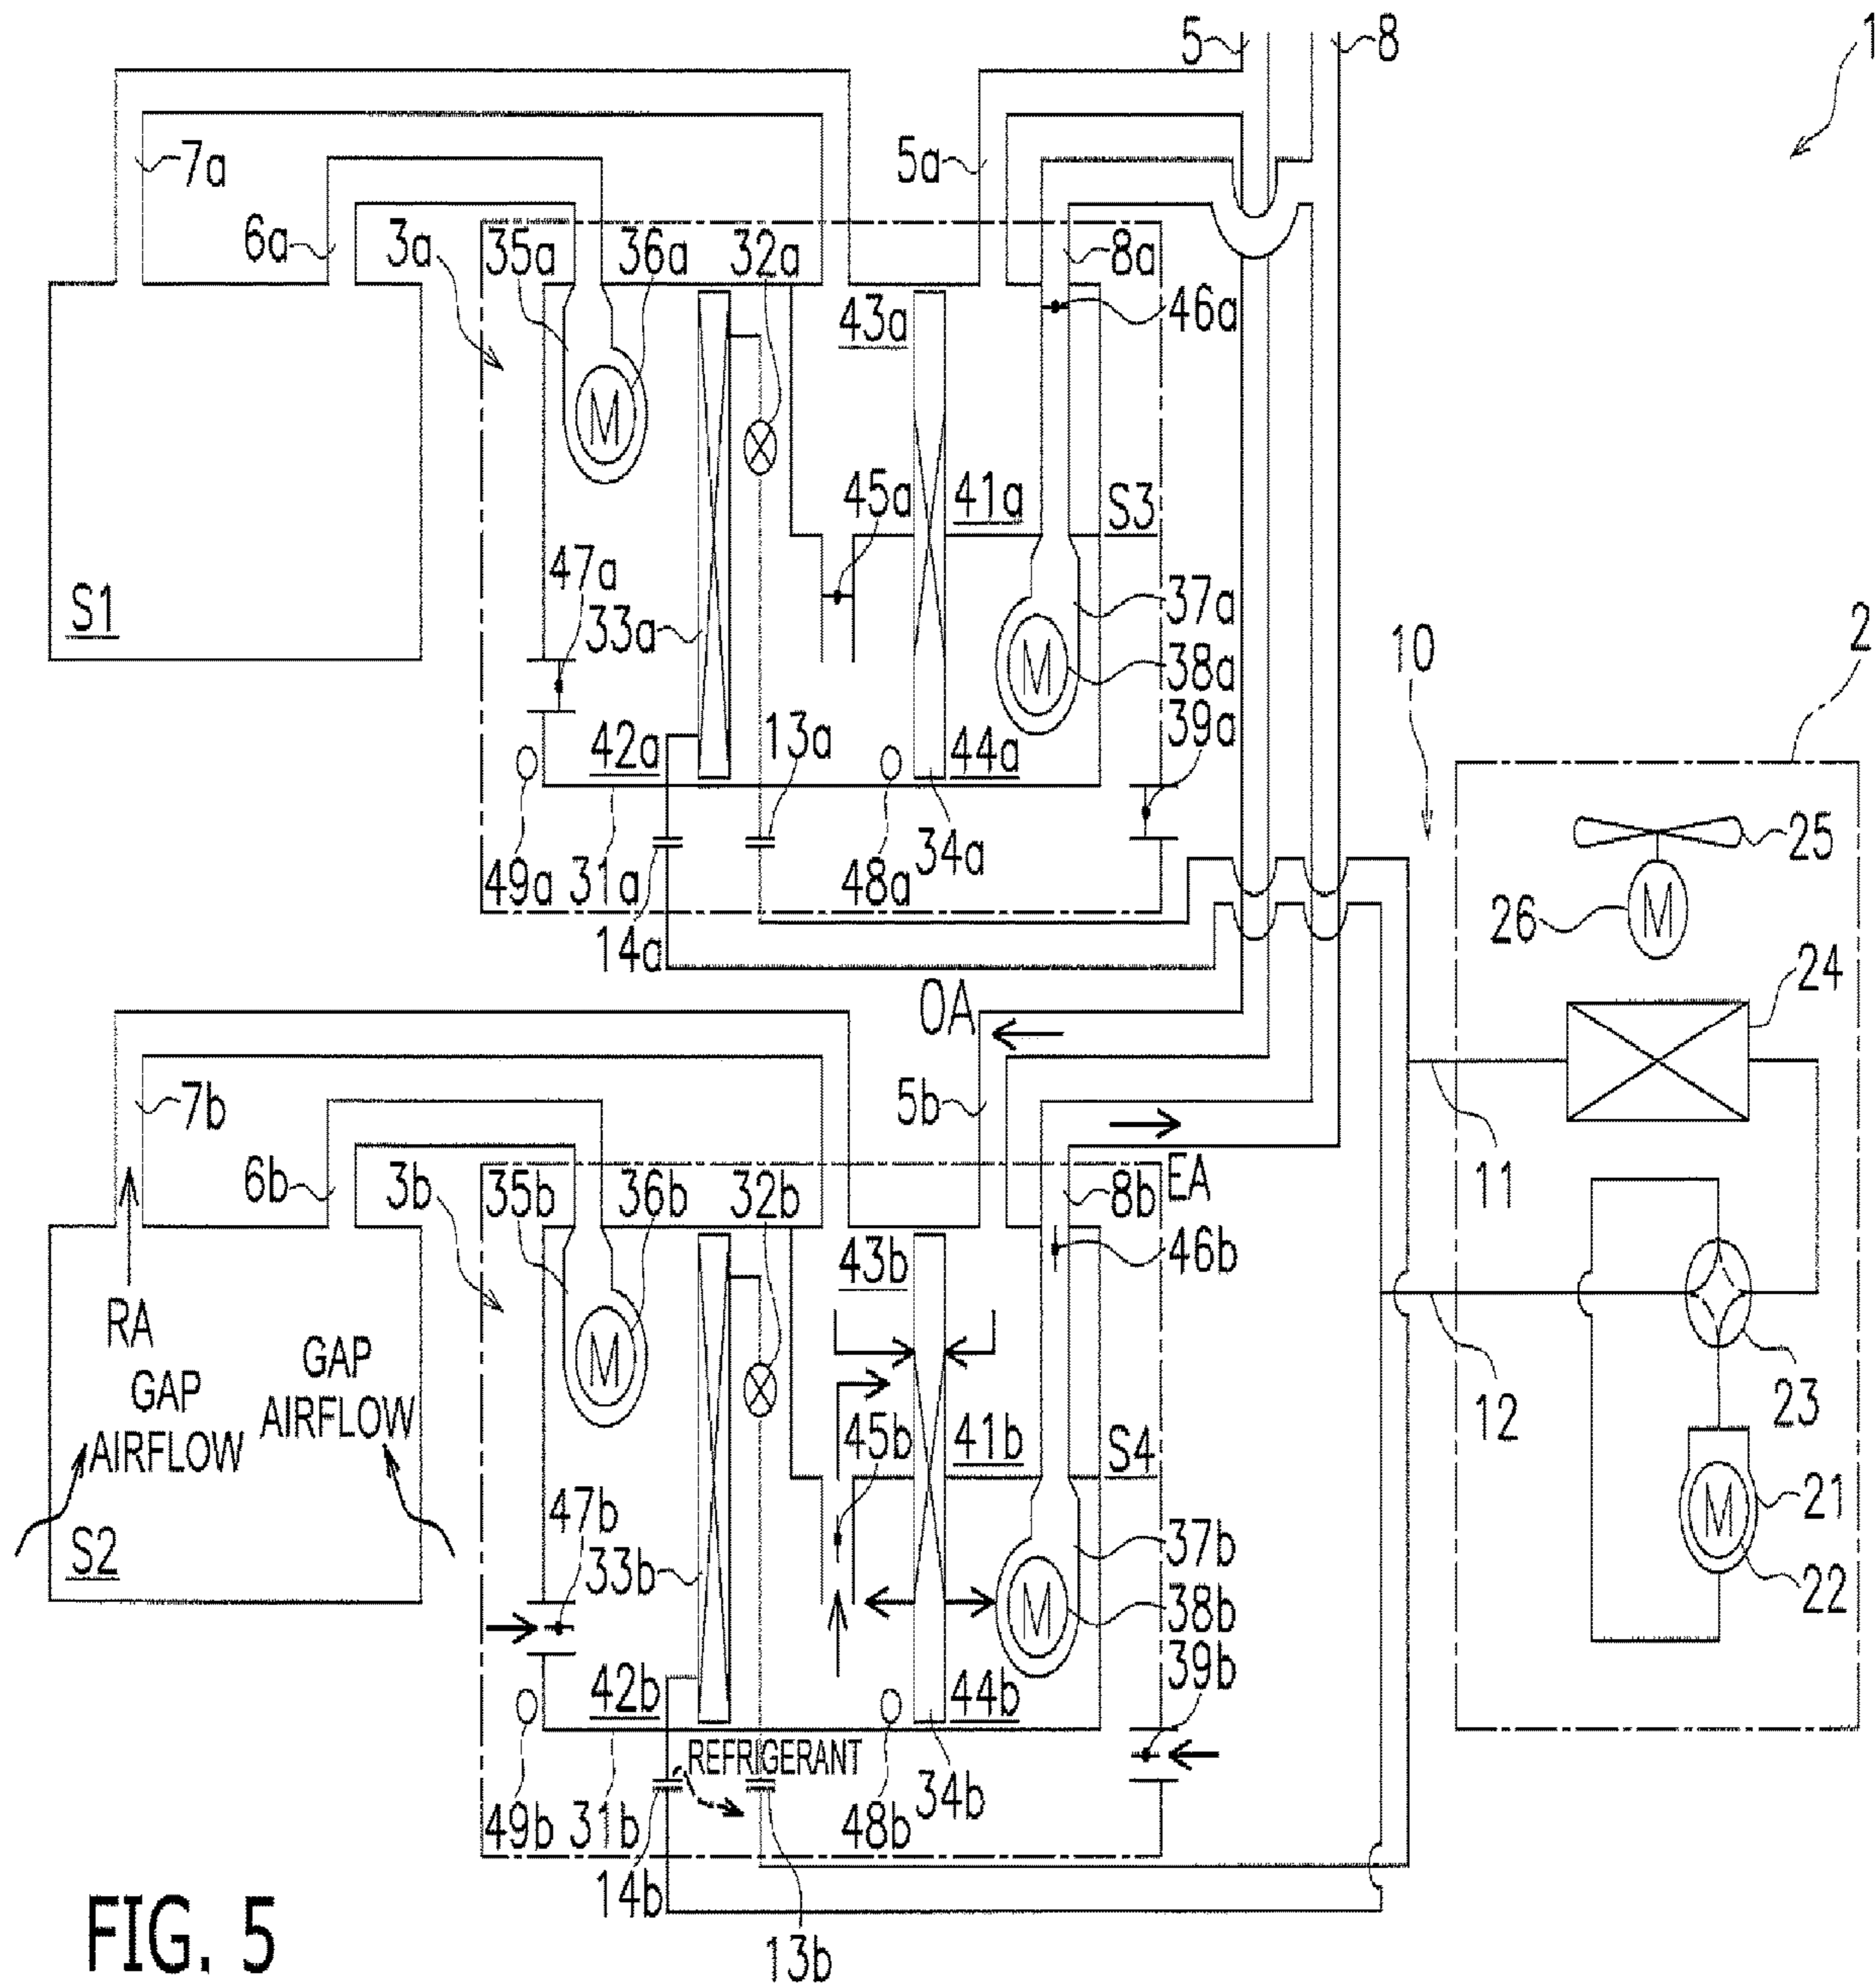 5
8
1
7a
5a
6a
3a
35a
36a
32a
8a
43a
46a
45a
41a
S3
47a
S1
33a
37a
10
2
38a
42a
13a
44a
39a
25
49a
31a
48a
34a
26
14a
24
OA
7b
5b
11
6b
3b
35b
36b
32b
8b
EA
43b
46b
RA
GAP AIRFLOW
GAP AIRFLOW
23
12
45b
41b
S4
47b
21
S2
33b
37b
22
38b
39b
42b
44b
REFRIGERANT
49b
31b
48b
34b
14b
13b
M
M
M
M
M
M
FIG. 5